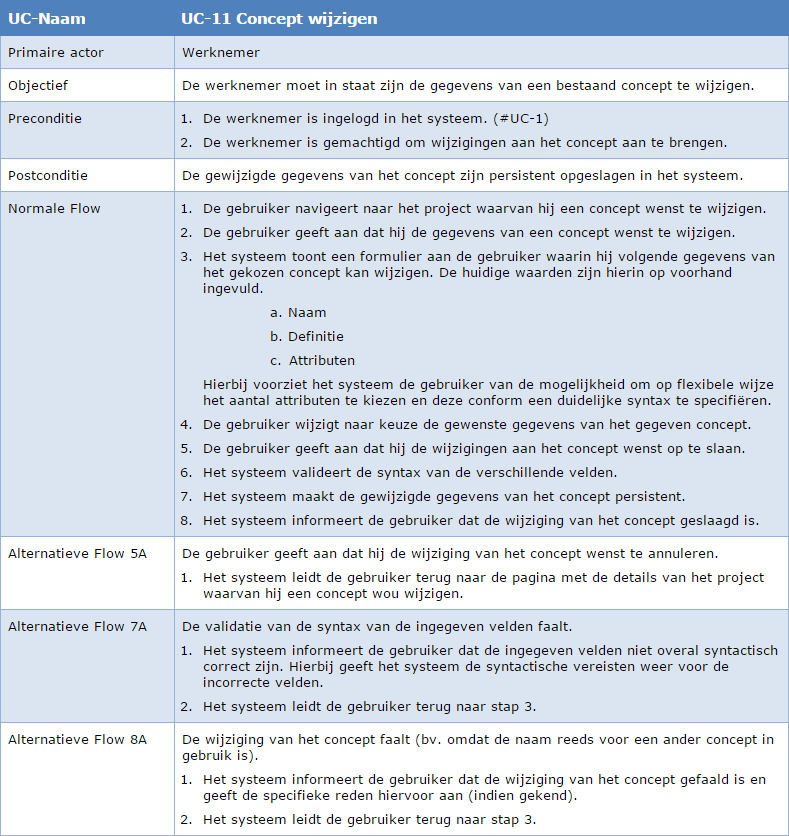 UC-Naam UC-11 Concept wijzigen
Primaire actor Werknemer
Objectief De werknemer moet in staat zijn de gegevens van een bestaand concept te wijzigen.
Preconditie 1. De werknemer is ingelogd in het systeem. (#UC-1)
2. De werknemer is gemachtigd om wijzigingen aan het concept aan te brengen.
Postconditie De gewijzigde gegevens van het concept zijn persistent opgeslagen in het systeem.
Normale Flow 1. De gebruiker navigeert naar het project waarvan hij een concept wenst te wijzigen.
2. De gebruiker geeft aan dat hij de gegevens van een concept wenst te wijzigen.
3. Het systeem toont een formulier aan de gebruiker waarin hij volgende gegevens van
het gekozen concept kan wijzigen. De huidige waarden zijn hierin op voorhand
ingevuld.
a. Naam
b. Definitie
c. Attributen
Hierbij voorziet het systeem de gebruiker van de mogelijkheid om op flexibele wijze
het aantal attributen te kiezen en deze conform een duidelijke syntax te specifiëren.
4. De gebruiker wijzigt naar keuze de gewenste gegevens van het gegeven concept.
5. De gebruiker geeft aan dat hij de wijzigingen aan het concept wenst op te slaan.
6. Het systeem valideert de syntax van de verschillende velden.
7. Het systeem maakt de gewijzigde gegevens van het concept persistent.
8. Het systeem informeert de gebruiker dat de wijziging van het concept geslaagd is.
Alternatieve Flow 5A De gebruiker geeft aan dat hij de wijziging van het concept wenst te annuleren.
1. Het systeem leidt de gebruiker terug naar de pagina met de details van het project
waarvan hij een concept wou wijzigen.
Alternatieve Flow 7A De validatie van de syntax van de ingegeven velden faalt.
1. Het systeem informeert de gebruiker dat de ingegeven velden niet overal syntactisch
correct zijn. Hierbij geeft het systeem de syntactische vereisten weer voor de
incorrecte velden.
2. Het systeem leidt de gebruiker terug naar stap 3.
Alternatieve Flow 8A De wijziging van het concept faalt (bv. omdat de naam reeds voor een ander concept in
gebruik is).
1. Het systeem informeert de gebruiker dat de wijziging van het concept gefaald is en
geeft de specifieke reden hiervoor aan (indien gekend).
2. Het systeem leidt de gebruiker terug naar stap 3.